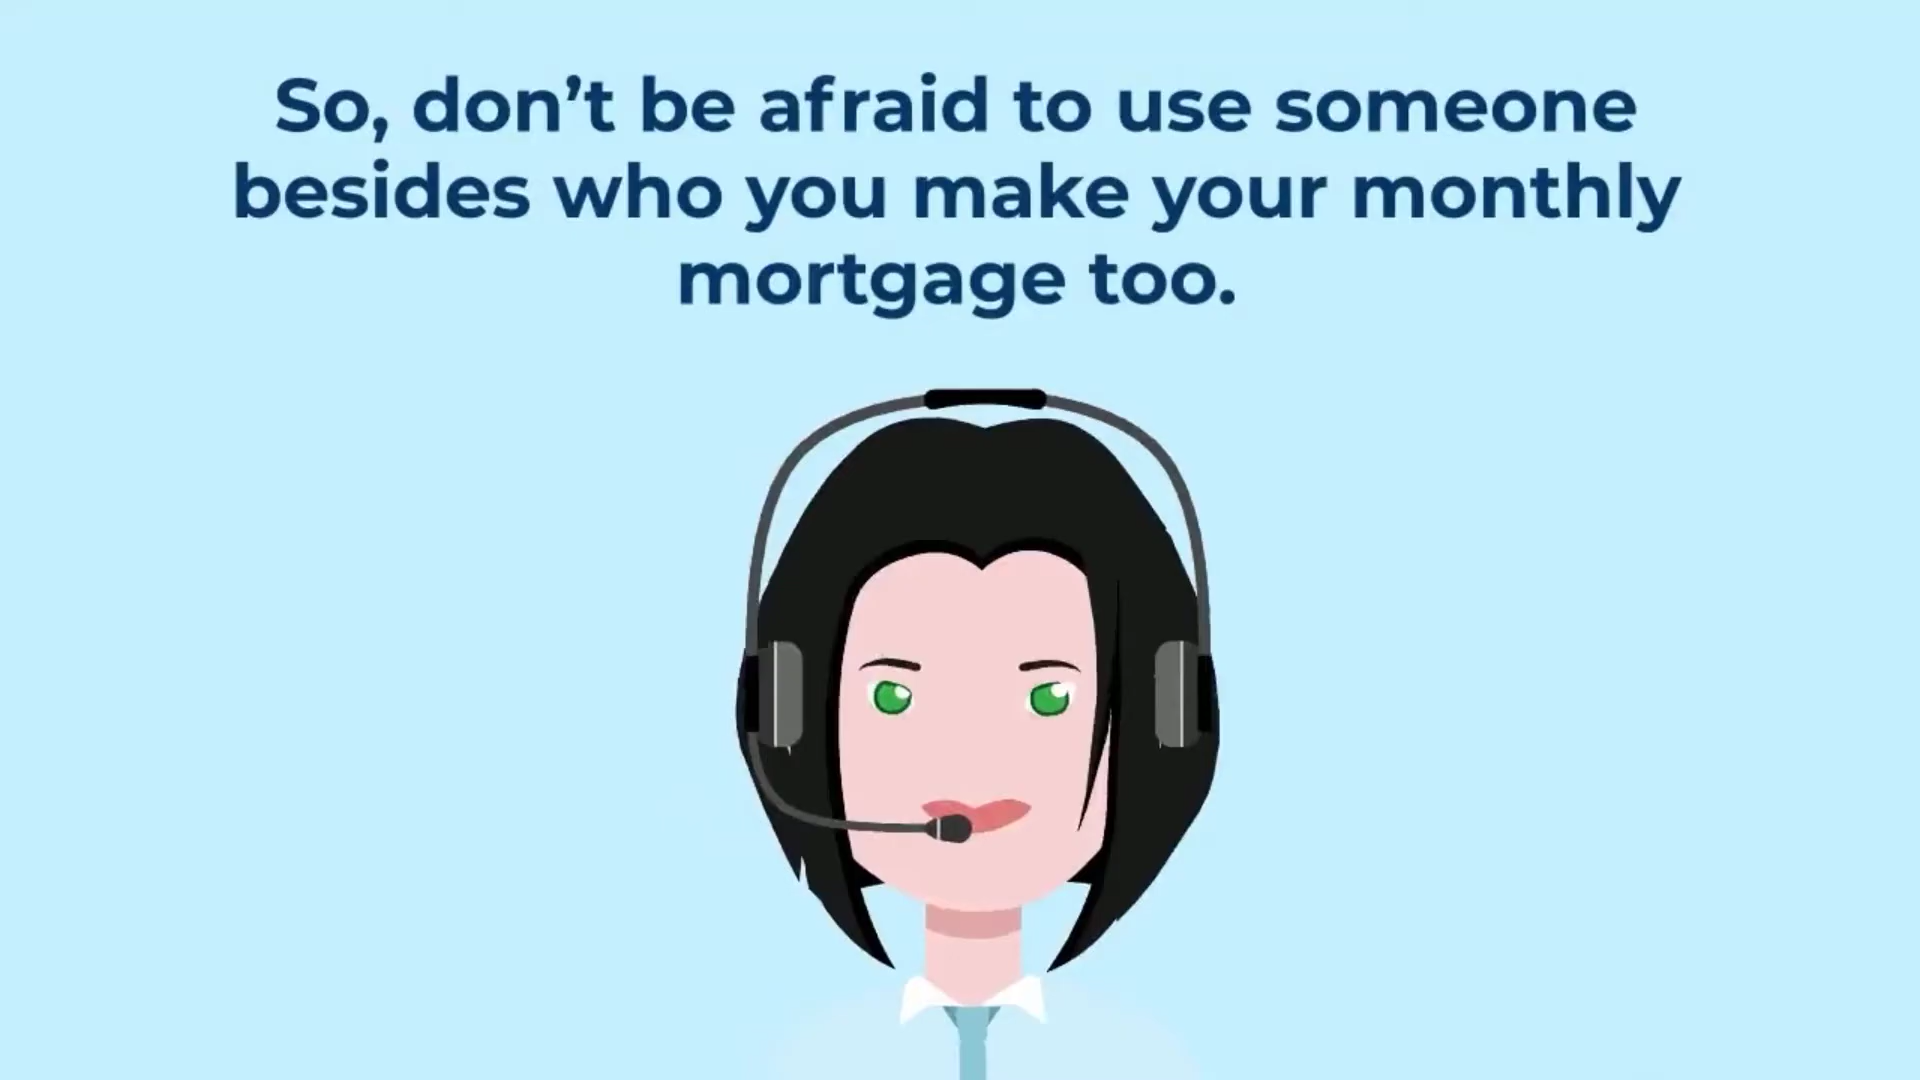 So, don’t be afraid to use someone
besides who you make your monthly
mortgage too.